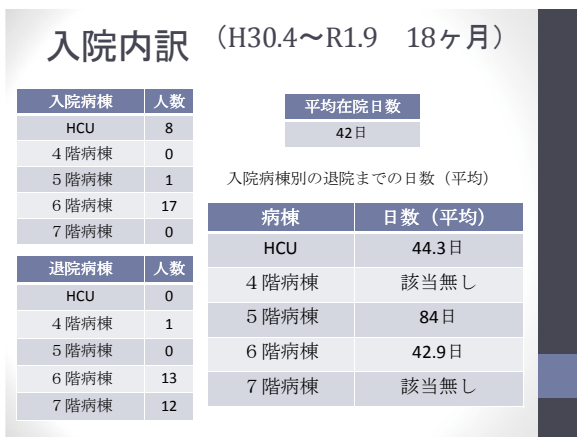 入院内訳 （H30.4～R1.9　18ヶ月）
入院病棟 人数
HCU 8
４階病棟 0
５階病棟 1
６階病棟 17
７階病棟 0
退院病棟 人数
HCU 0
４階病棟 1
５階病棟 0
６階病棟 13
７階病棟 12
平均在院日数
42日
入院病棟別の退院までの日数（平均）
病棟 日数（平均）
HCU 44.3日
４階病棟 該当無し
５階病棟 84日
６階病棟 42.9日
７階病棟 該当無し